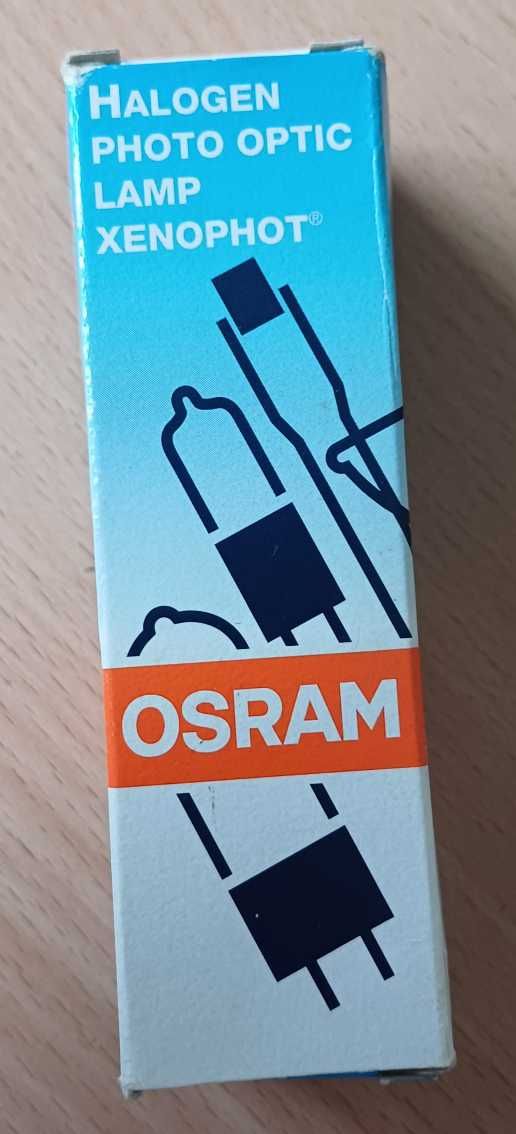 HALOGEN
PHOTO OPTIC
LAMP
XENOPHOT®
OSRAM